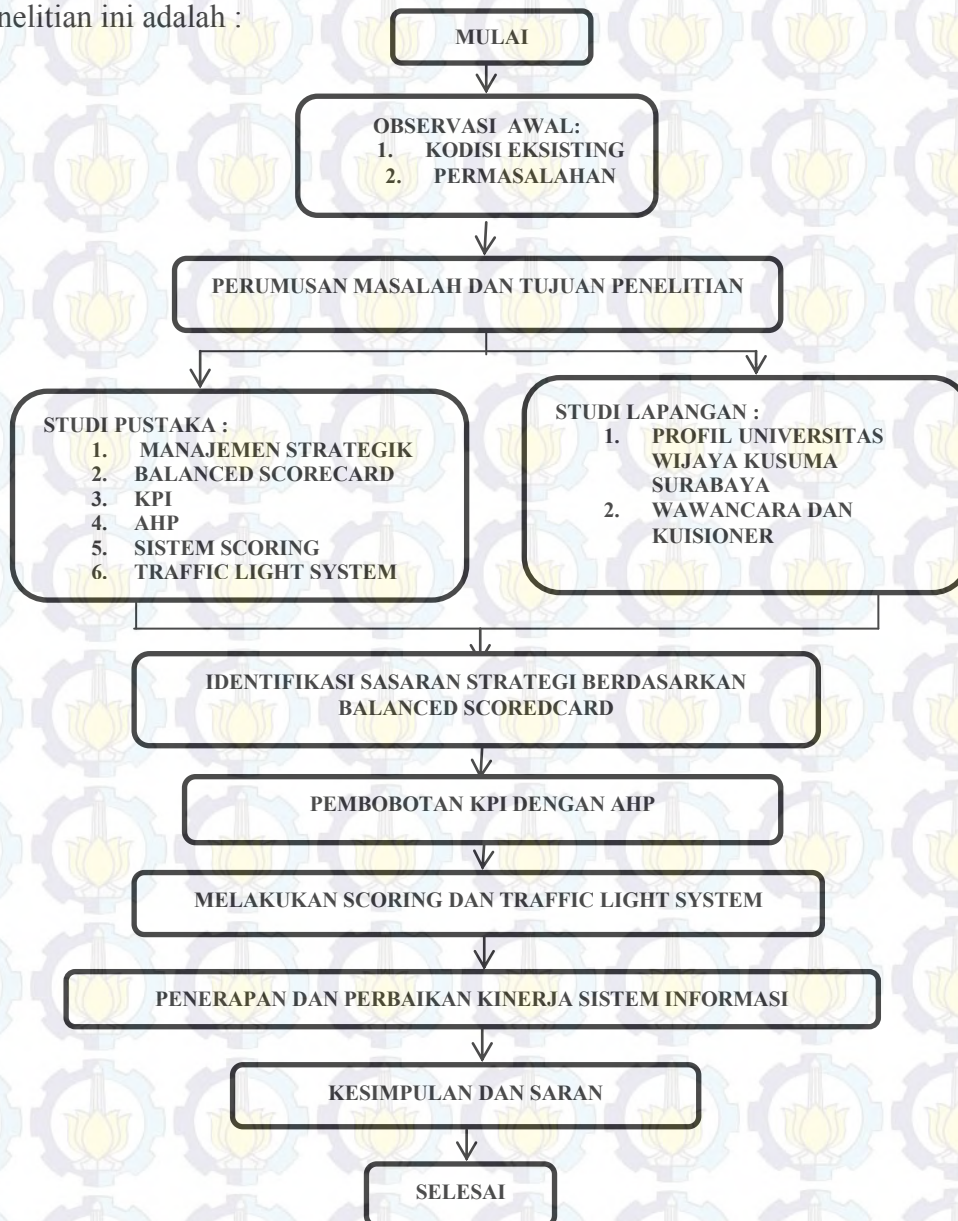 nelitian ini adalah :
MULAI
OBSERVASI AWAL:
1. KODISI EKSISTING
2. PERMASALAHAN
PERUMUSAN MASALAH DAN TUJUAN PENELITIAN
STUDI PUSTAKA :
1. MANAJEMEN STRATEGIK
2. BALANCED SCORECARD
3. KPI
4. AHP
5. SISTEM SCORING
6. TRAFFIC LIGHT SYSTEM
STUDI LAPANGAN :
1. PROFIL UNIVERSITAS
WIJAYA KUSUMA
SURABAYA
2. WAWANCARA DAN
KUISIONER
IDENTIFIKASI SASARAN STRATEGI BERDASARKAN
BALANCED SCOREDCARD
PEMBOBOTAN KPI DENGAN AHP
MELAKUKAN SCORING DAN TRAFFIC LIGHT SYSTEM
PENERAPAN DAN PERBAIKAN KINERJA SISTEM INFORMASI
KESIMPULAN DAN SARAN
SELESAI